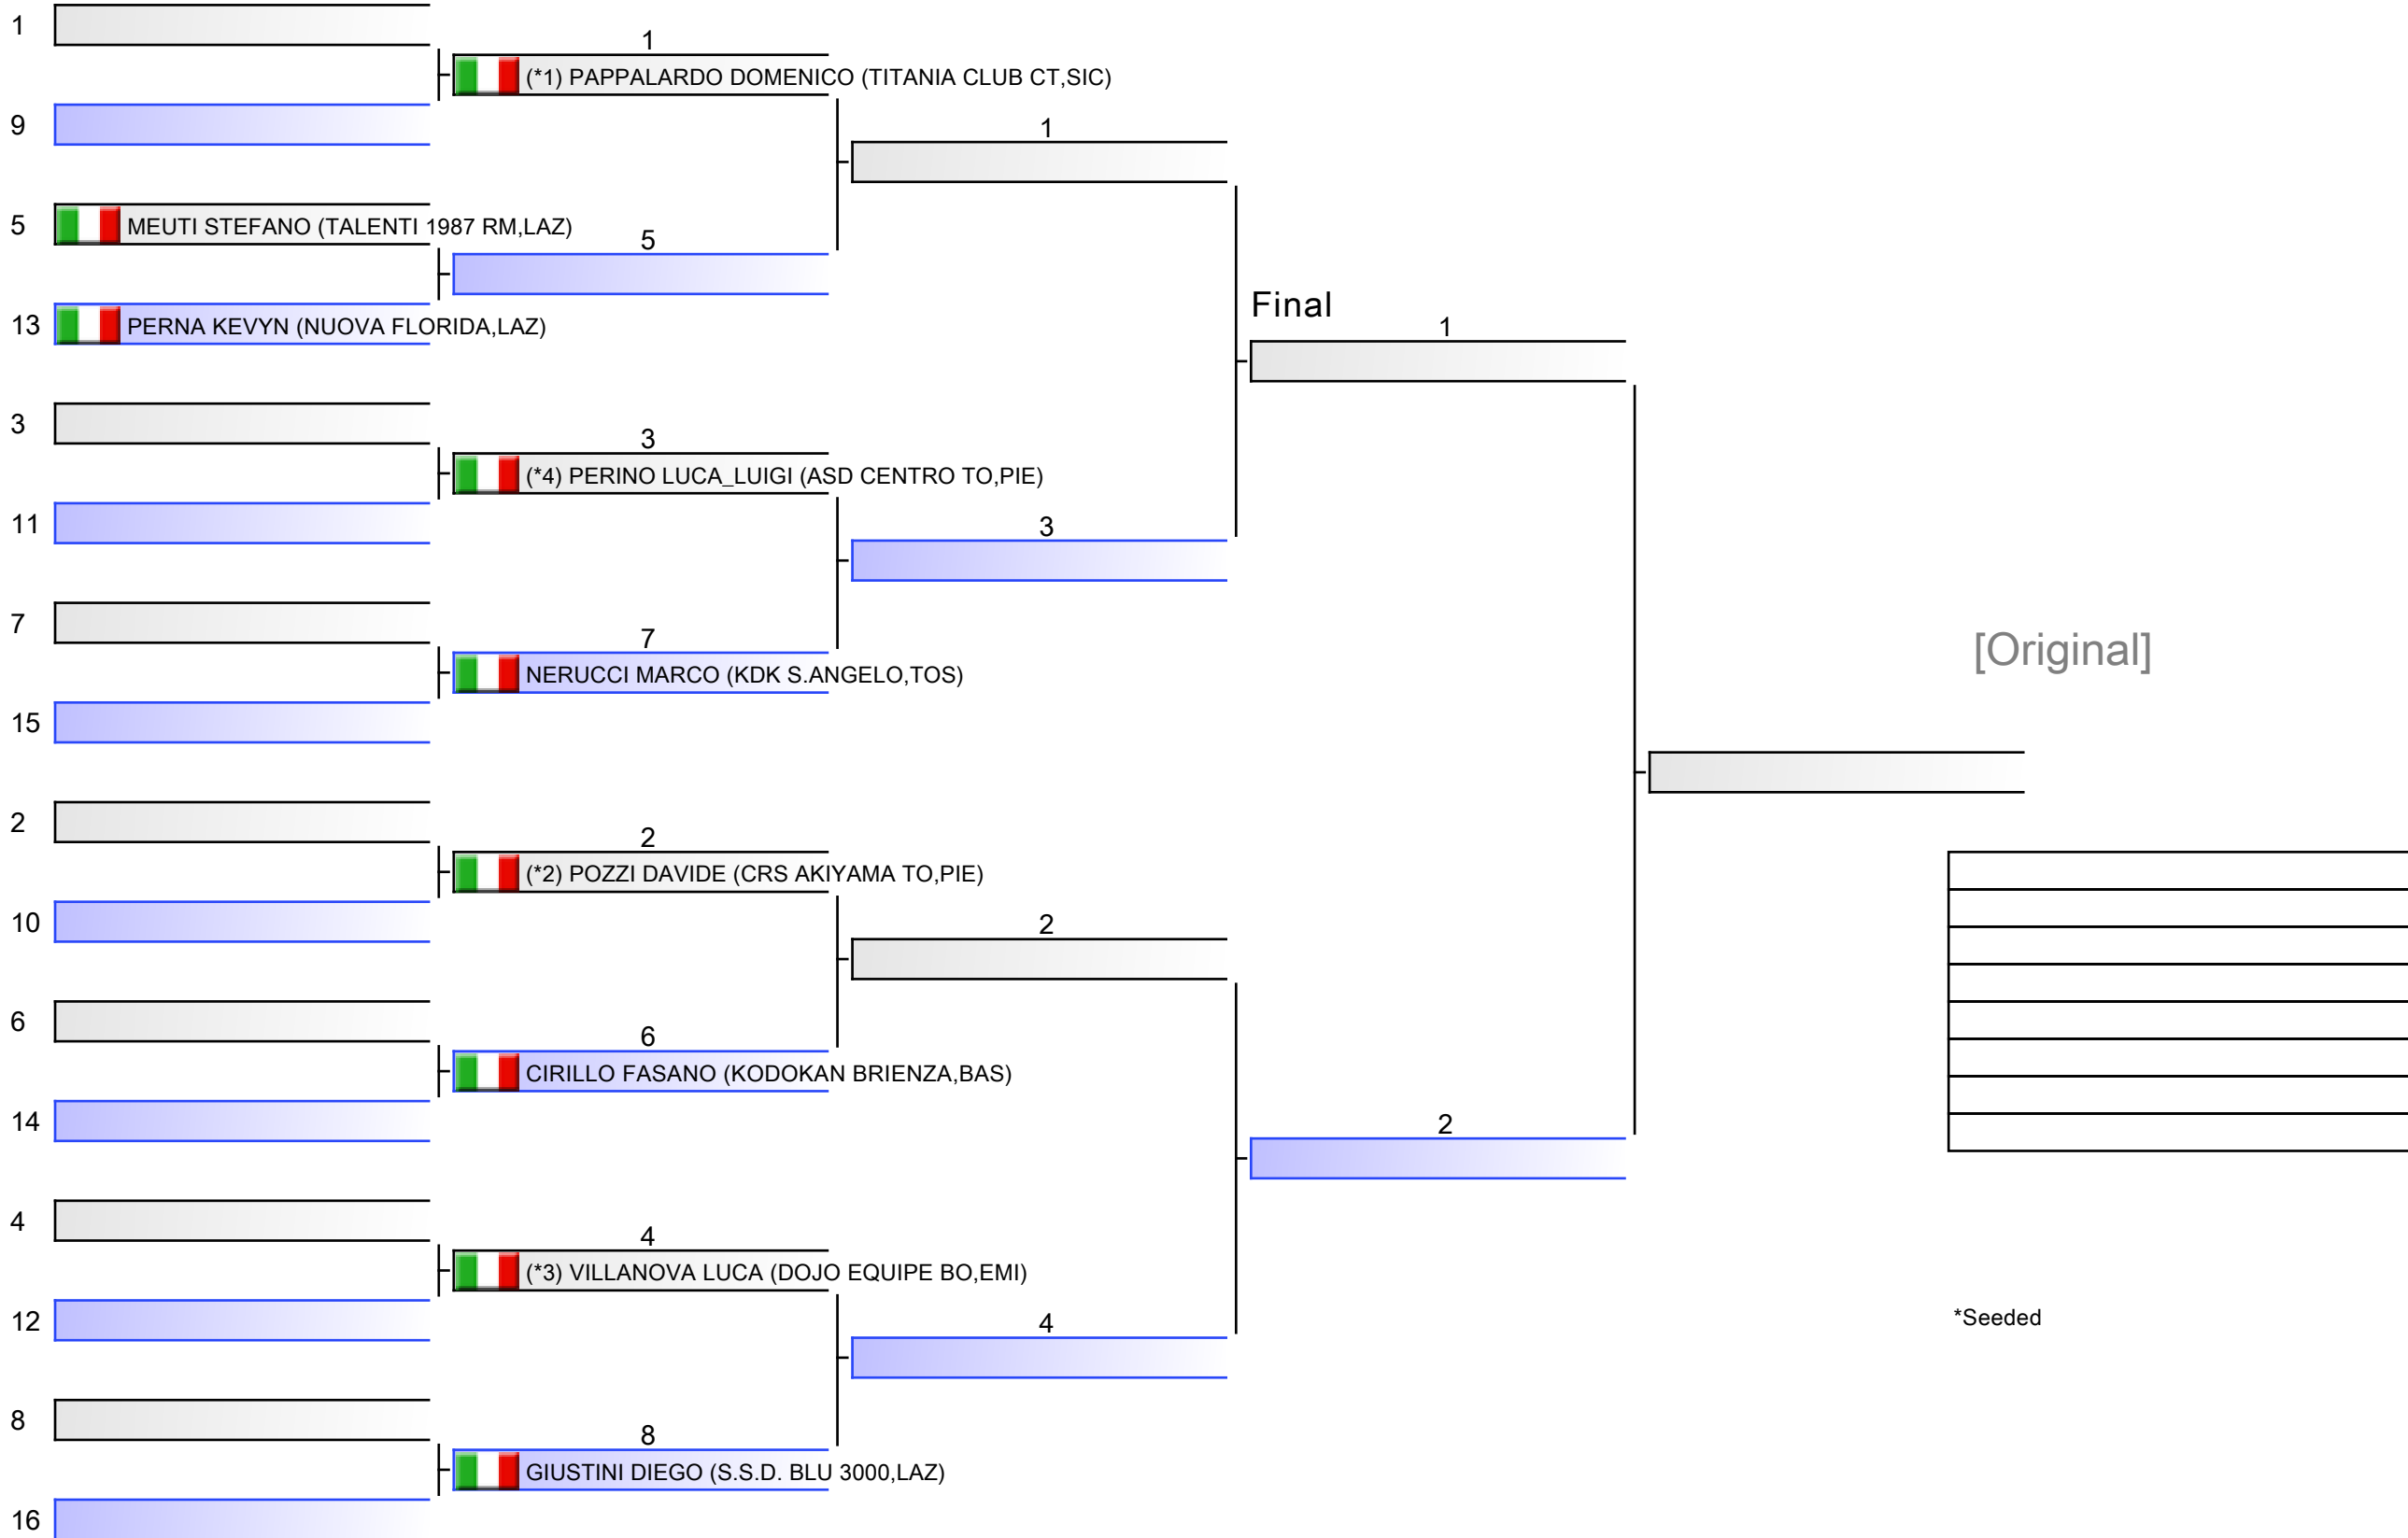 1
1
(*1) PAPPALARDO DOMENICO (TITANIA CLUB CT,SIC)
9
1
5
MEUTI STEFANO (TALENTI 1987 RM,LAZ)
5
13
PERNA KEVYN (NUOVA FLORIDA,LAZ)
Final
1
3
3
(*4) PERINO LUCA_LUIGI (ASD CENTRO TO,PIE)
11
3
7
7
NERUCCI MARCO (KDK S.ANGELO,TOS)
[Original]
15
2
2
(*2) POZZI DAVIDE (CRS AKIYAMA TO,PIE)
10
2
6
6
CIRILLO FASANO (KODOKAN BRIENZA,BAS)
14
2
4
4
(*3) VILLANOVA LUCA (DOJO EQUIPE BO,EMI)
12
4
*Seeded
8
8
GIUSTINI DIEGO (S.S.D. BLU 3000,LAZ)
16